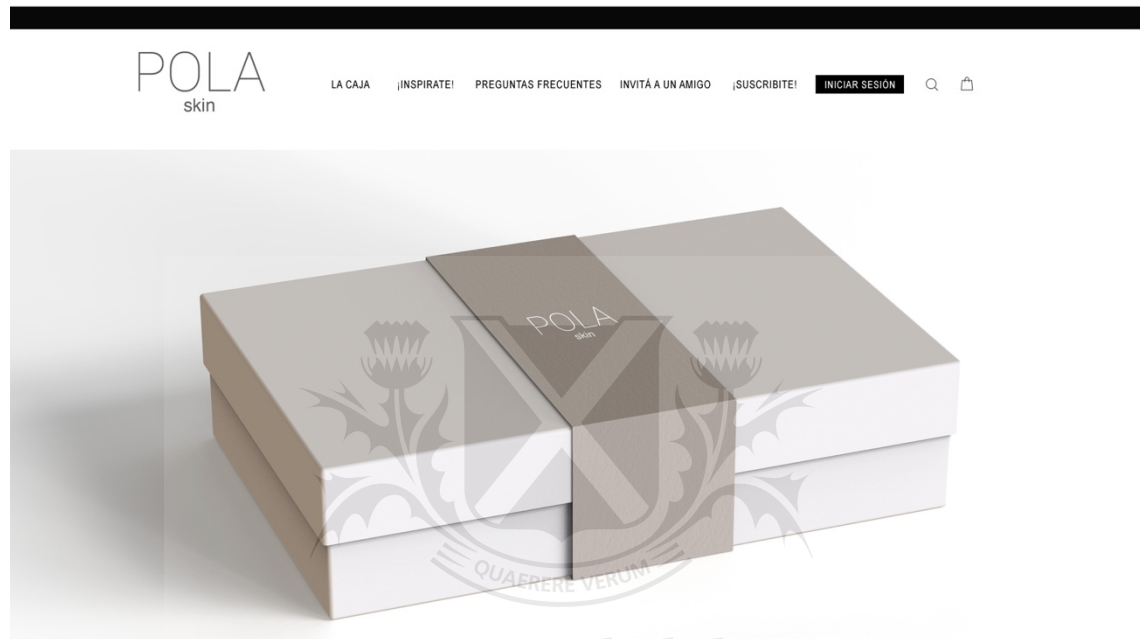 POLA
skin
LA CAJA ¡INSPIRATE! PREGUNTAS FRECUENTES INVITÁ A UN AMIGO ¡SUSCRIBITE! INICIAR SESIÓN
POLA
skin
QUAERERE VERUM